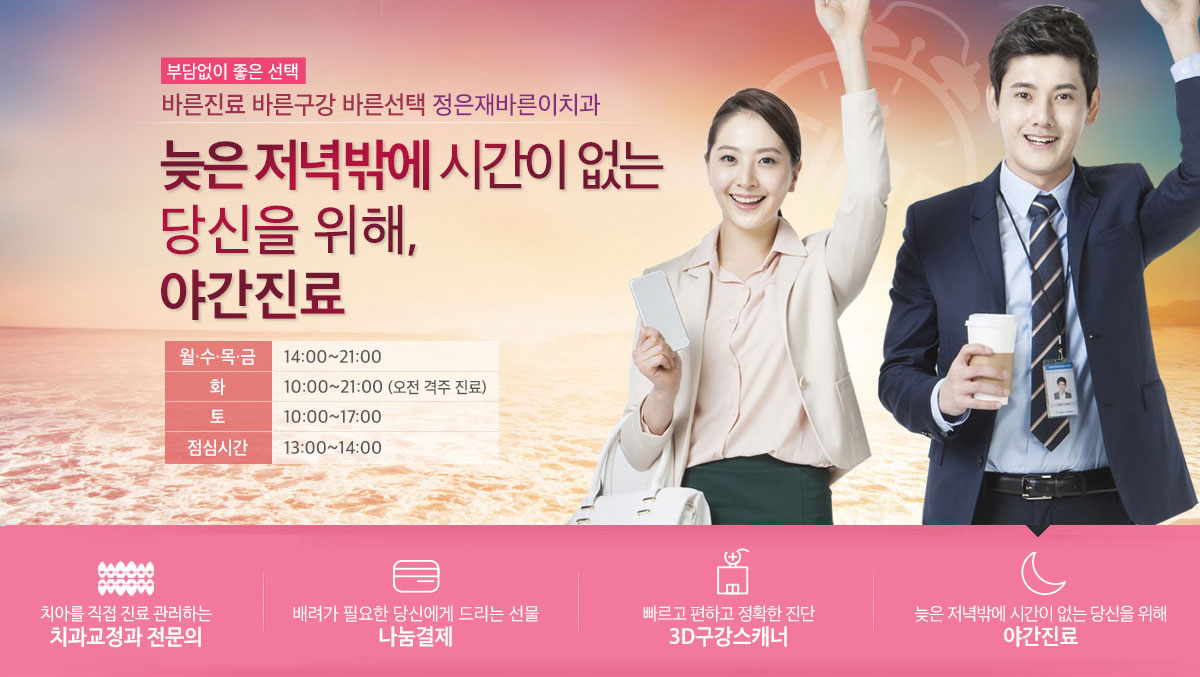 부담없이 좋은 선택
바른진료 바른구강 바른선택 정은재바른이치과
늦은 저녁밖에 시간이 없는
당신을 위해,
야간진료
월·수·목·금 14:00~21:00
화 10:00~21:00 (오전 격주 진료)
토 10:00~17:00
점심시간 13:00~14:00
치아를 직접 진료 관리하는
치과교정과 전문의
배려가 필요한 당신에게 드리는 선물
나눔결제
빠르고 편하고 정확한 진단
3D구강스캐너
늦은 저녁밖에 시간이 없는 당신을 위해
야간진료